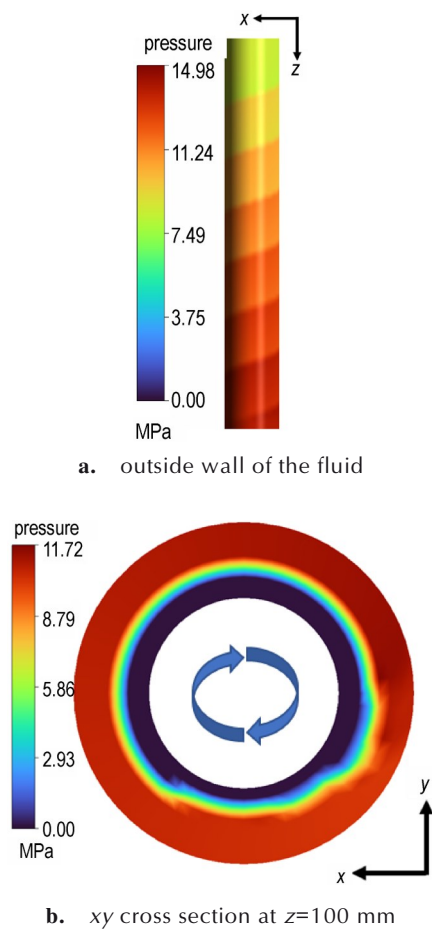 x
z
pressure
14.98
11.24
7.49
3.75
0.00
MPa
a. outside wall of the fluid
pressure
11.72
8.79
5.86
2.93
0.00
MPa
y
x
b. xy cross section at z=100 mm